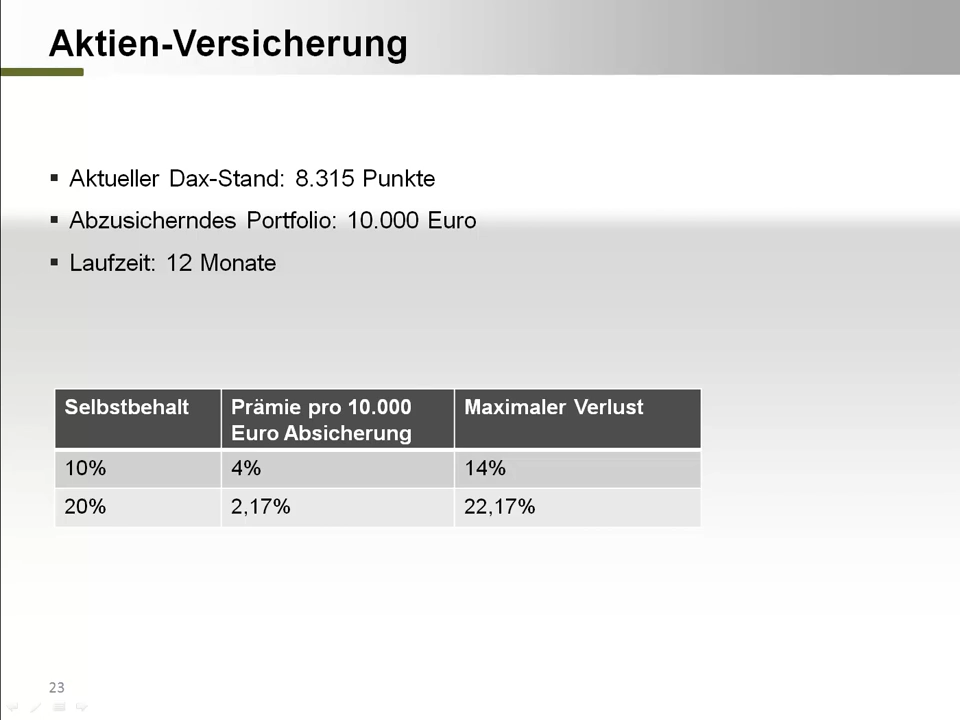 Aktien-Versicherung
▪ Aktueller Dax-Stand: 8.315 Punkte
▪ Abzusicherndes Portfolio: 10.000 Euro
▪ Laufzeit: 12 Monate
Selbstbehalt Prämie pro 10.000 Euro Absicherung Maximaler Verlust
10% 4% 14%
20% 2,17% 22,17%
23